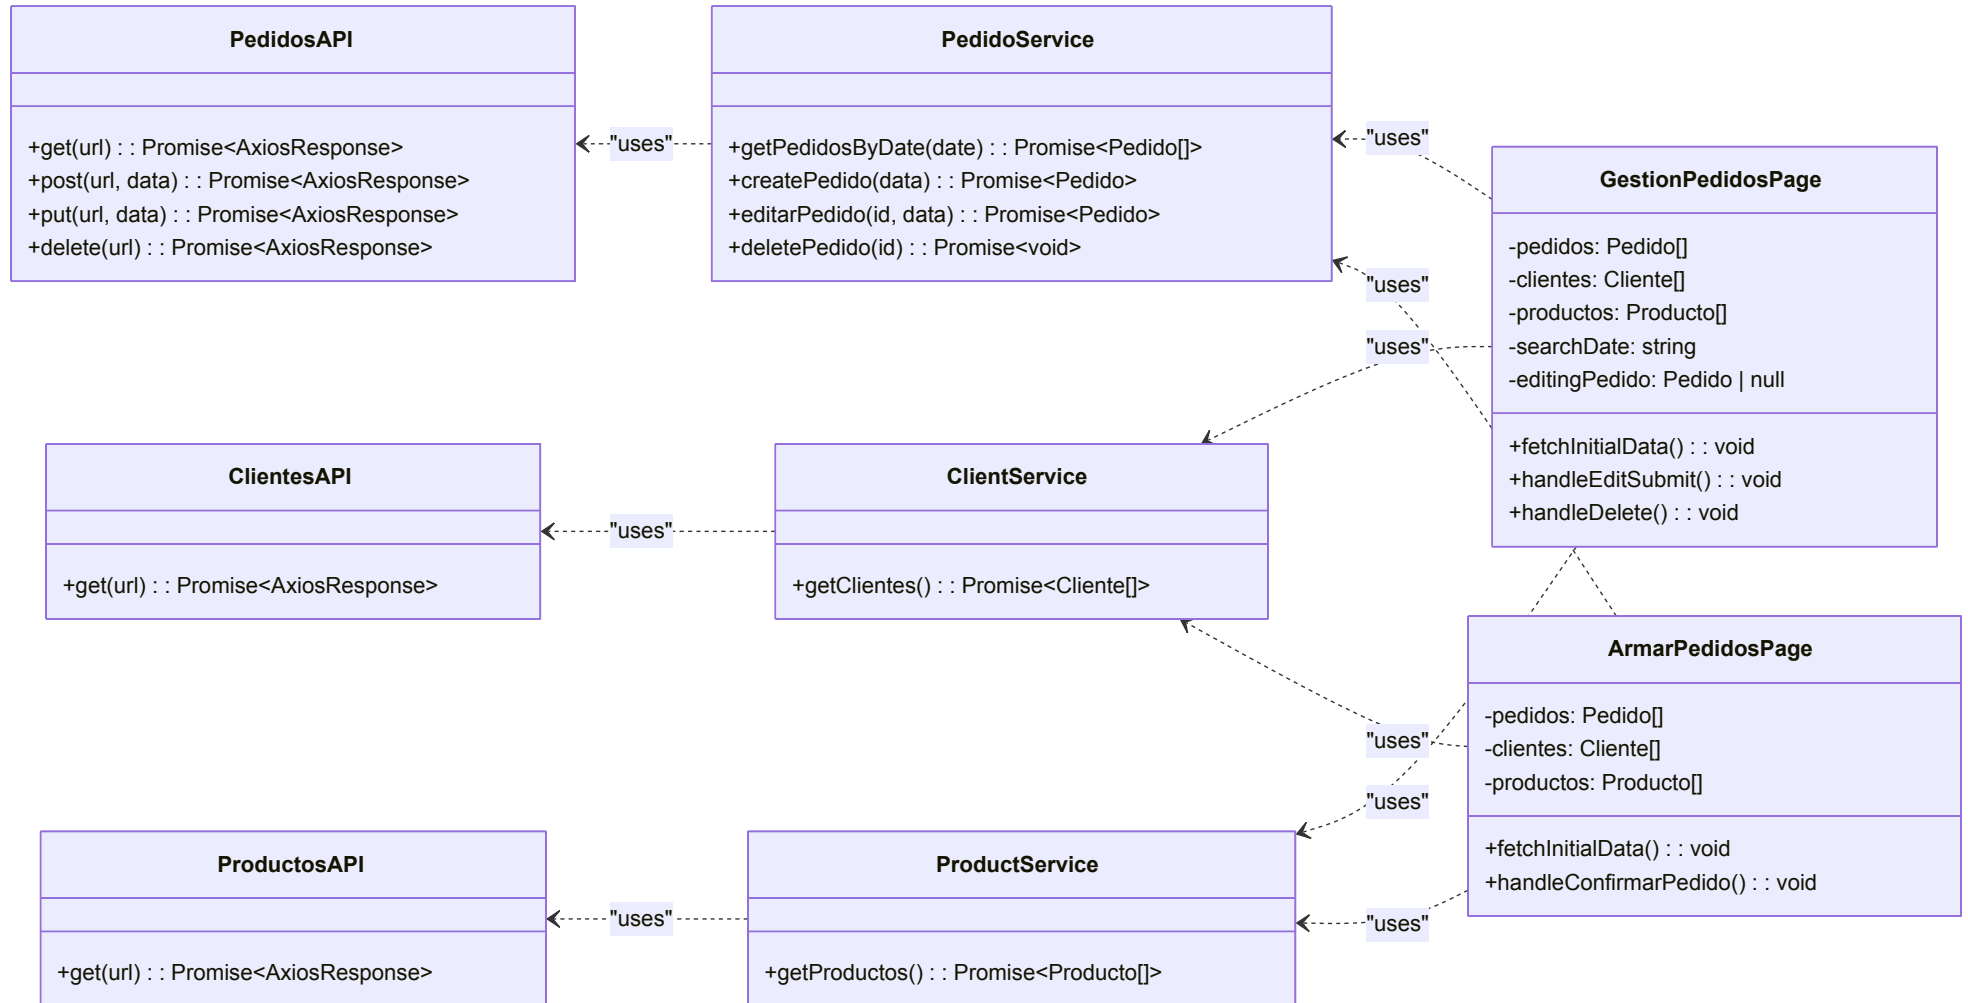 PedidosAPI
+get(url) : : Promise<AxiosResponse>
+post(url, data) : : Promise<AxiosResponse>
+put(url, data) : : Promise<AxiosResponse>
+delete(url) : : Promise<AxiosResponse>
"uses"
PedidoService
+getPedidosByDate(date) : : Promise<Pedido[]>
+createPedido(data) : : Promise<Pedido>
+editarPedido(id, data) : : Promise<Pedido>
+deletePedido(id) : : Promise<void>
"uses"
"uses"
"uses"
GestionPedidosPage
-pedidos: Pedido[]
-clientes: Cliente[]
-productos: Producto[]
-searchDate: string
-editingPedido: Pedido | null
+fetchInitialData() : : void
+handleEditSubmit() : : void
+handleDelete() : : void
ClientesAPI
+get(url) : : Promise<AxiosResponse>
"uses"
ClientService
+getClientes() : : Promise<Cliente[]>
"uses"
"uses"
ArmarPedidosPage
-pedidos: Pedido[]
-clientes: Cliente[]
-productos: Producto[]
+fetchInitialData() : : void
+handleConfirmarPedido() : : void
ProductosAPI
+get(url) : : Promise<AxiosResponse>
"uses"
ProductService
+getProductos() : : Promise<Producto[]>
"uses"